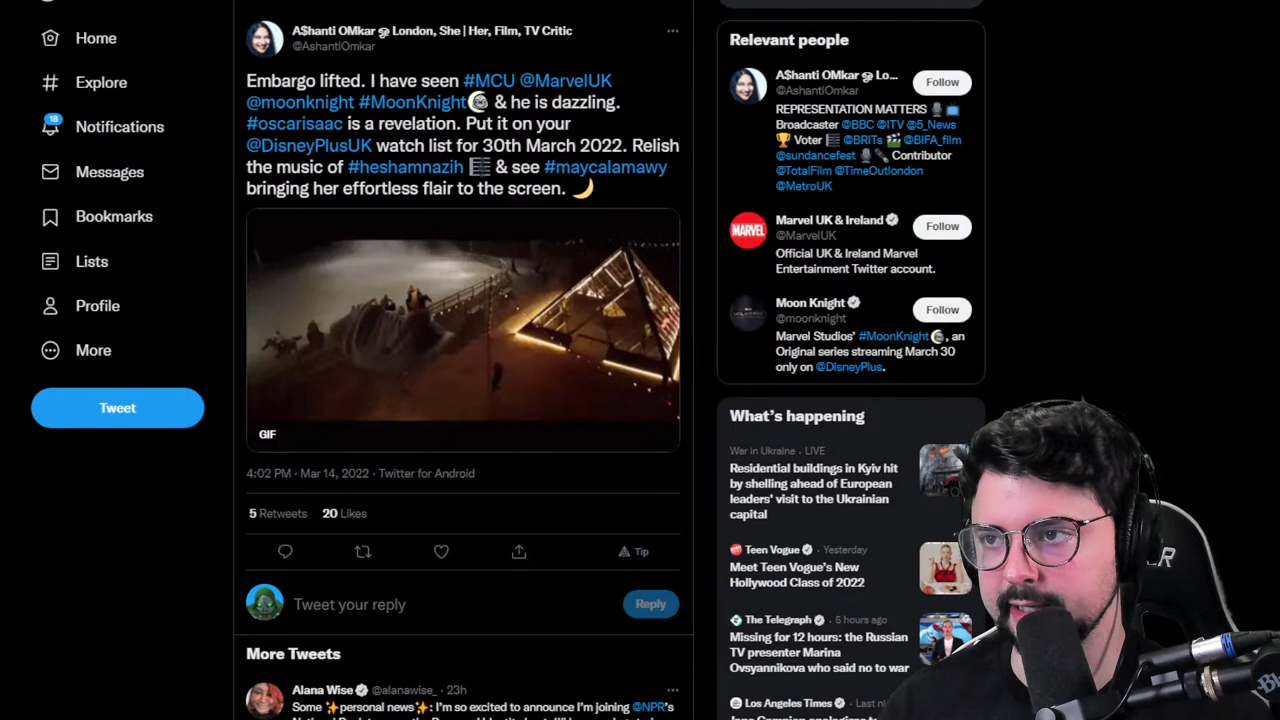 Home
Explore
18
Notifications
Messages
Bookmarks
Lists
Profile
More
Tweet
A$hanti OMkar ஓ London, She | Her, Film, TV Critic
@AshantiOmkar
Embargo lifted. I have seen #MCU @MarvelUK
@moonknight #MoonKnight & he is dazzling.
#oscarisaac is a revelation. Put it on your
@DisneyPlusUK watch list for 30th March 2022. Relish
the music of #heshamnazih 🎼 & see #maycalamawy
bringing her effortless flair to the screen. 🌙
GIF
4:02 PM · Mar 14, 2022 · Twitter for Android
5 Retweets 20 Likes
Tip
Tweet your reply
Reply
More Tweets
Alana Wise @alanawise_ · 23h
Some ✨personal news✨: I'm so excited to announce I'm joining @NPR's
Relevant people
A$hanti OMkar ஓ Lo...
@AshantiOmkar
Follow
REPRESENTATION MATTERS 🎙️📺
Broadcaster @BBC @ITV @5_News
🏆 Voter @BRITs 🎬 @BIFA_film
@sundancefest 🎙️🖋️ Contributor
@TotalFilm @TimeOutlondon
@MetroUK
MARVEL
Marvel UK & Ireland
@MarvelUK
Follow
Official UK & Ireland Marvel
Entertainment Twitter account.
Moon Knight
@moonknight
Follow
Marvel Studios' #MoonKnight, an
Original series streaming March 30
only on @DisneyPlus.
What's happening
War in Ukraine · LIVE
Residential buildings in Kyiv hit
by shelling ahead of European
leaders' visit to the Ukrainian
capital
Teen Vogue · Yesterday
Meet Teen Vogue's New
Hollywood Class of 2022
The Telegraph · 5 hours ago
Missing for 12 hours: the Russian
TV presenter Marina
Ovsyannikova who said no to war
Los Angeles Times